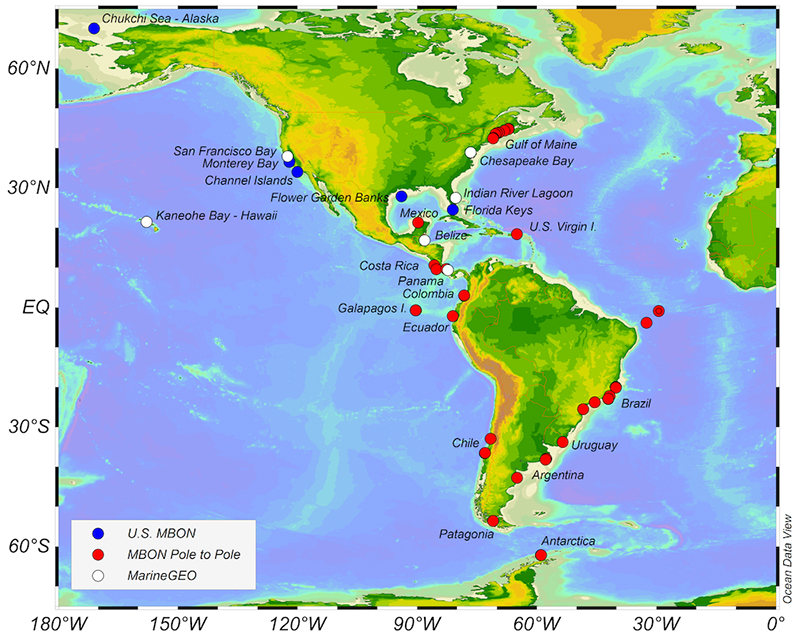 Chukchi Sea - Alaska
60°N
San Francisco Bay
Monterey Bay
Channel Islands
Gulf of Maine
Chesapeake Bay
30°N
Flower Garden Banks
Indian River Lagoon
Florida Keys
Kaneohe Bay - Hawaii
Mexico
U.S. Virgin I.
Belize
Costa Rica
Panama
Colombia
EQ
Galapagos I.
Ecuador
Brazil
30°S
Chile
Uruguay
Argentina
Patagonia
Antarctica
60°S
U.S. MBON
MBON Pole to Pole
MarineGEO
Ocean Data View
180°W 150°W 120°W 90°W 60°W 30°W 0°